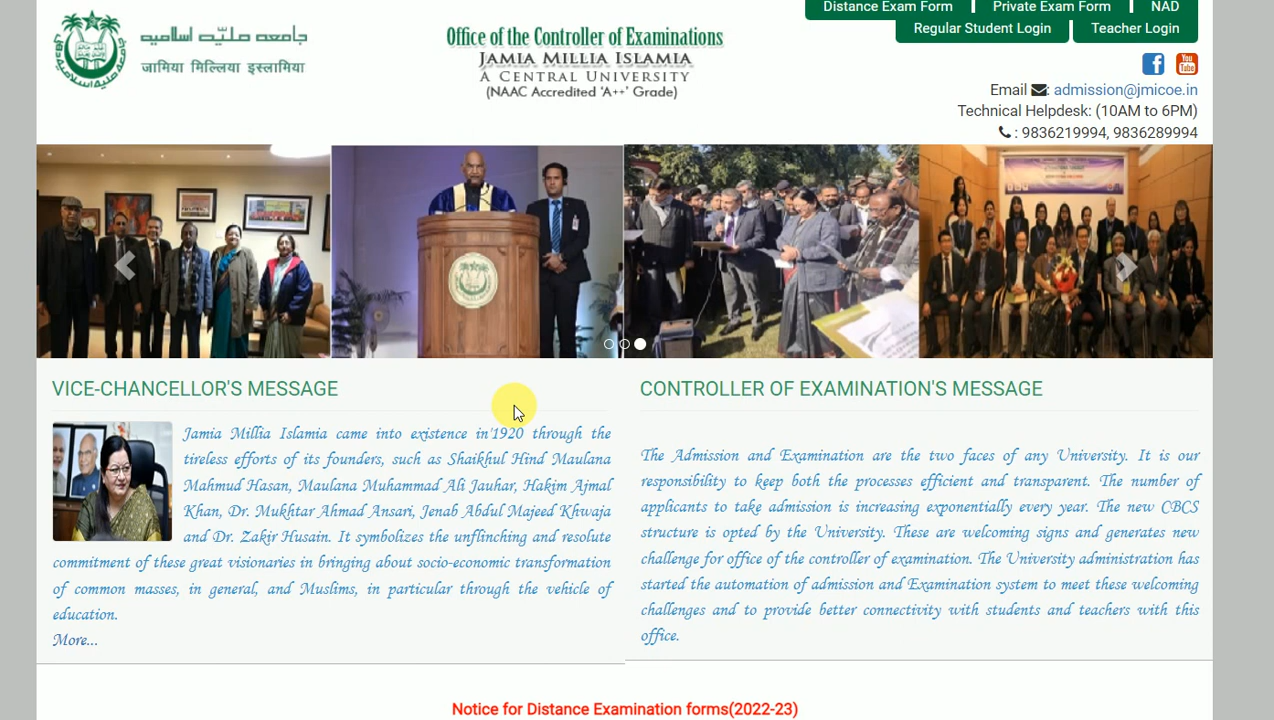 Distance Exam Form
Private Exam Form
NAD
Regular Student Login
Teacher Login
جامعہ ملیّہ اسلامیہ
जामिया मिल्लिया इस्लामिया
Office of the Controller of Examinations
JAMIA MILLIA ISLAMIA
A CENTRAL UNIVERSITY
(NAAC Accredited 'A++' Grade)
You
Tube
Email : admission@jmicoe.in
Technical Helpdesk: (10AM to 6PM)
: 9836219994, 9836289994
VICE-CHANCELLOR'S MESSAGE
Jamia Millia Islamia came into existence in'1920 through the
tireless efforts of its founders, such as Shaikhul Hind Maulana
Mahmud Hasan, Maulana Muhammad Ali Jauhar, Hakim Ajmal
Khan, Dr. Mukhtar Ahmad Ansari, Jenab Abdul Majeed Khwaja
and Dr. Zakir Husain. It symbolizes the unflinching and resolute
commitment of these great visionaries in bringing about socio-economic transformation
of common masses, in general, and Muslims, in particular through the vehicle of
education.
More...
CONTROLLER OF EXAMINATION'S MESSAGE
The Admission and Examination are the two faces of any University. It is our
responsibility to keep both the processes efficient and transparent. The number of
applicants to take admission is increasing exponentially every year. The new CBCS
structure is opted by the University. These are welcoming signs and generates new
challenge for office of the controller of examination. The University administration has
started the automation of admission and Examination system to meet these welcoming
challenges and to provide better connectivity with students and teachers with this
office.
Notice for Distance Examination forms(2022-23)